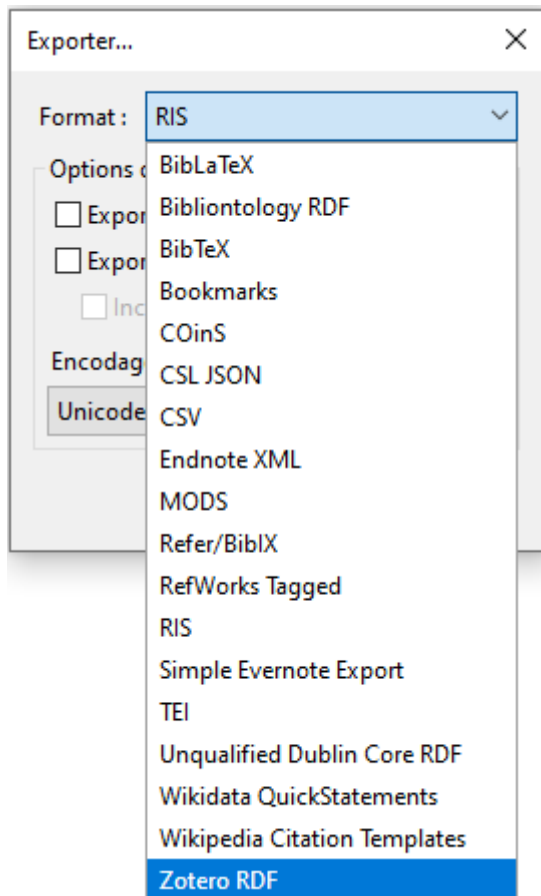 Exporter...
Format : RIS
Options
Expor
Expor
Inc
Encodag
Unicode
BibLaTeX
Bibliontology RDF
BibTeX
Bookmarks
COinS
CSL JSON
CSV
Endnote XML
MODS
Refer/BibIX
RefWorks Tagged
RIS
Simple Evernote Export
TEI
Unqualified Dublin Core RDF
Wikidata QuickStatements
Wikipedia Citation Templates
Zotero RDF